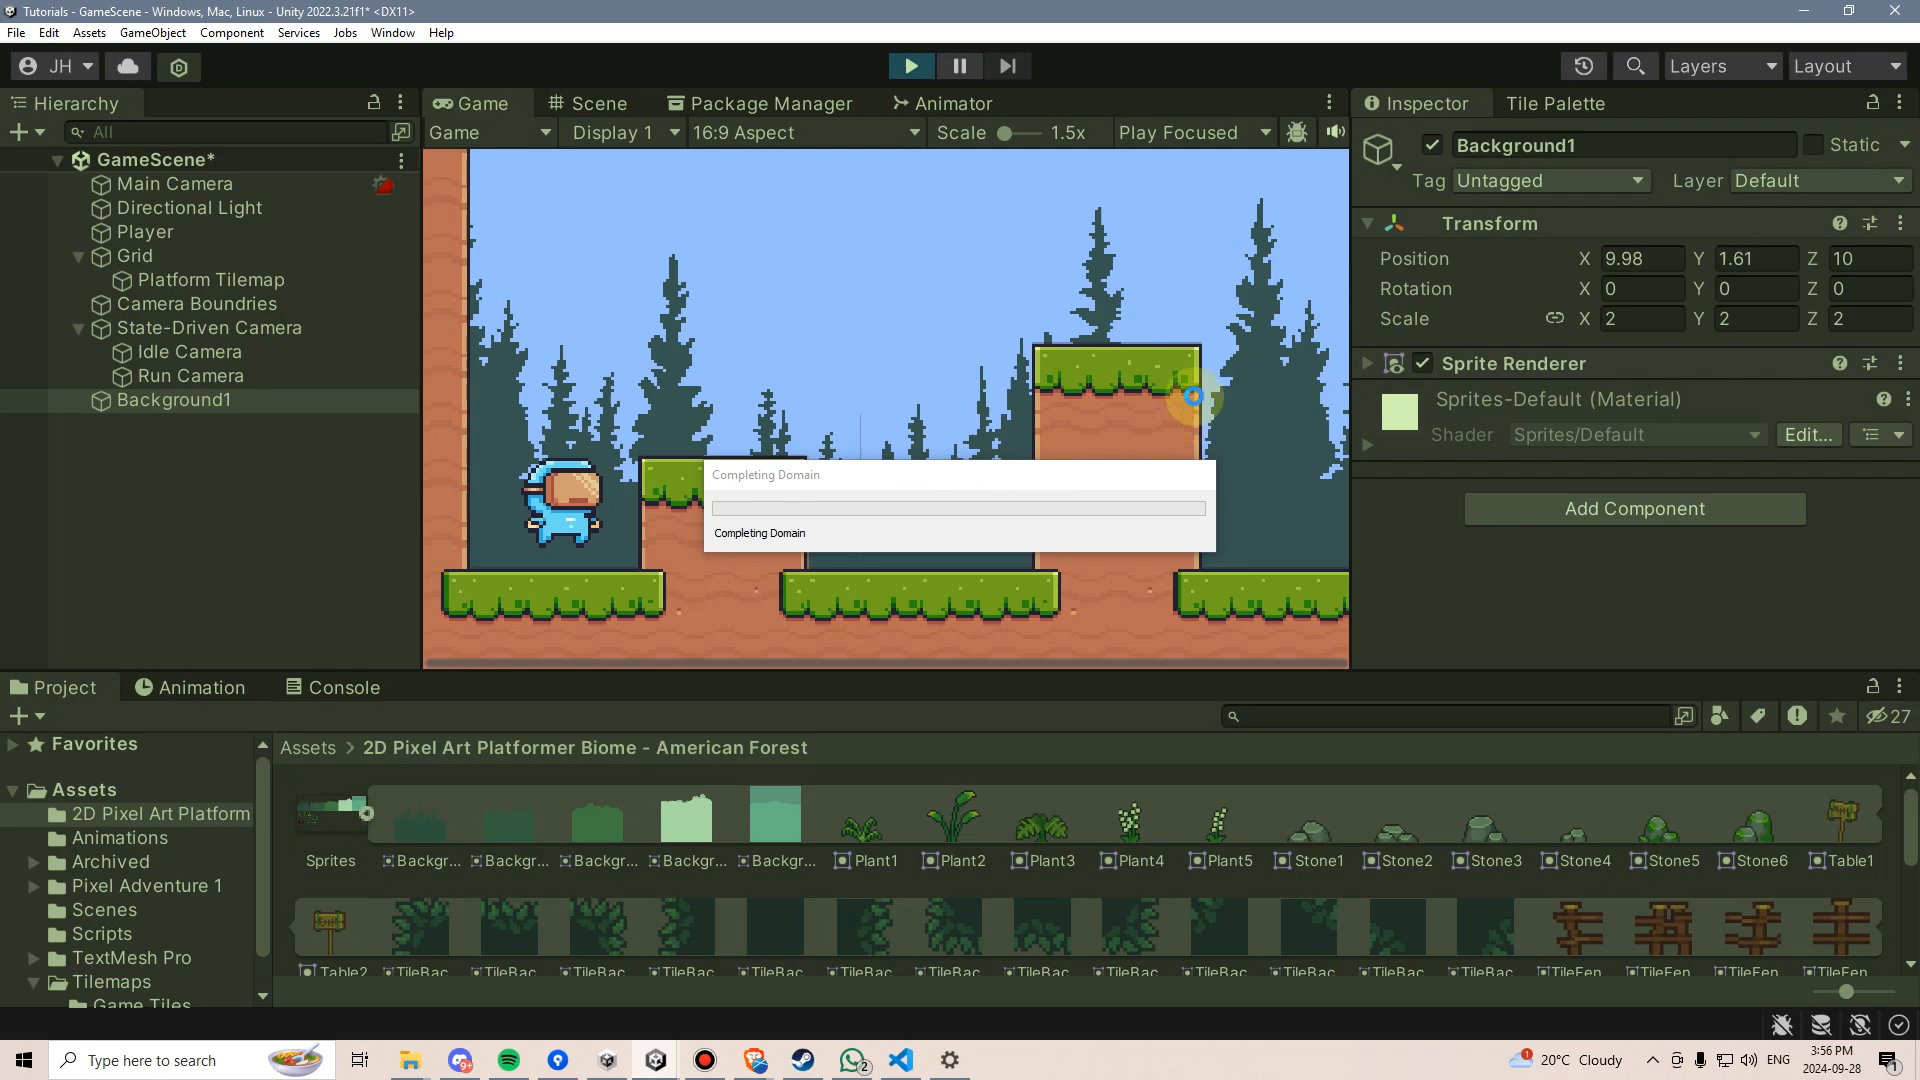 Tutorials - GameScene - Windows, Mac, Linux - Unity 2022.3.21f1* <DX11>
File Edit Assets GameObject Component Services Jobs Window Help
JH Layers Layout
Hierarchy Game Scene Package Manager Animator Inspector Tile Palette
All Game Display 1 16:9 Aspect Scale 1.5x Play Focused
GameScene*
Main Camera
Directional Light
Player
Grid
Platform Tilemap
Camera Boundries
State-Driven Camera
Idle Camera
Run Camera
Background1
Background1 Static
Tag Untagged Layer Default
Transform
Position X 9.98 Y 1.61 Z 10
Rotation X 0 Y 0 Z 0
Scale X 2 Y 2 Z 2
Sprite Renderer
Sprites-Default (Material)
Shader Sprites/Default Edit...
Add Component
Completing Domain
Completing Domain
Project Animation Console
27
Favorites
Assets
2D Pixel Art Platform
Animations
Archived
Pixel Adventure 1
Scenes
Scripts
TextMesh Pro
Tilemaps
Game Tiles
Assets > 2D Pixel Art Platformer Biome - American Forest
Sprites Backgr... Backgr... Backgr... Backgr... Backgr... Plant1 Plant2 Plant3 Plant4 Plant5 Stone1 Stone2 Stone3 Stone4 Stone5 Stone6 Table1
Table2 TileBac TileBac TileBac TileBac TileBac TileBac TileBac TileBac TileBac TileBac TileBac TileBac TileBac TileFen TileFen TileFen TileFen
Type here to search 9+ 2 1 20°C Cloudy ENG 3:56 PM
2024-09-28 1